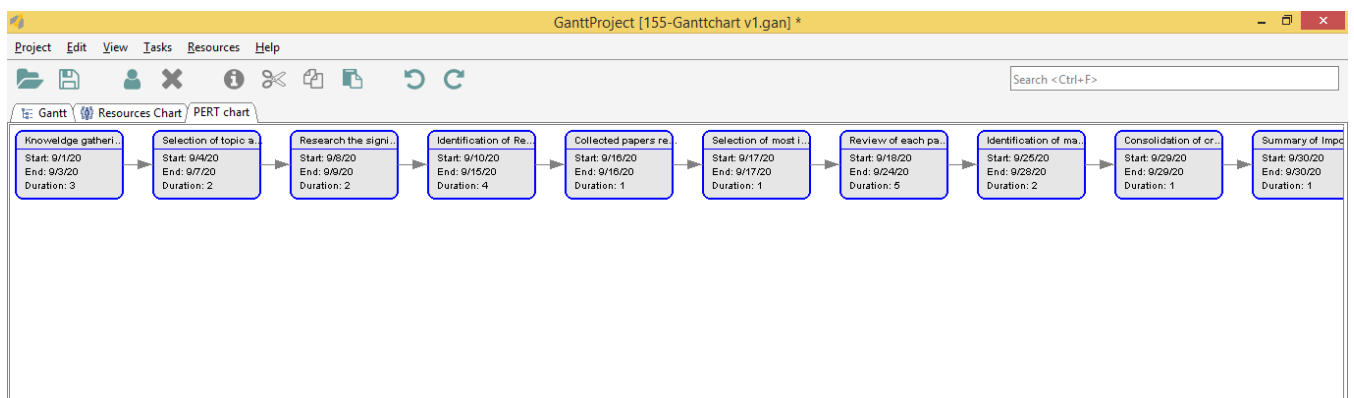 GanttProject [155-Ganttchart v1.gan] *
Project Edit View Tasks Resources Help
Search <Ctrl+F>
Gantt Resources Chart PERT chart
Knoweldge gatheri..
Start: 9/1/20
End: 9/3/20
Duration: 3
Selection of topic a..
Start: 9/4/20
End: 9/7/20
Duration: 2
Research the signi..
Start: 9/8/20
End: 9/9/20
Duration: 2
Identification of Re..
Start: 9/10/20
End: 9/15/20
Duration: 4
Collected papers re..
Start: 9/16/20
End: 9/16/20
Duration: 1
Selection of most i..
Start: 9/17/20
End: 9/17/20
Duration: 1
Review of each pa..
Start: 9/18/20
End: 9/24/20
Duration: 5
Identification of ma..
Start: 9/25/20
End: 9/28/20
Duration: 2
Consolidation of cr..
Start: 9/29/20
End: 9/29/20
Duration: 1
Summary of Impo
Start: 9/30/20
End: 9/30/20
Duration: 1